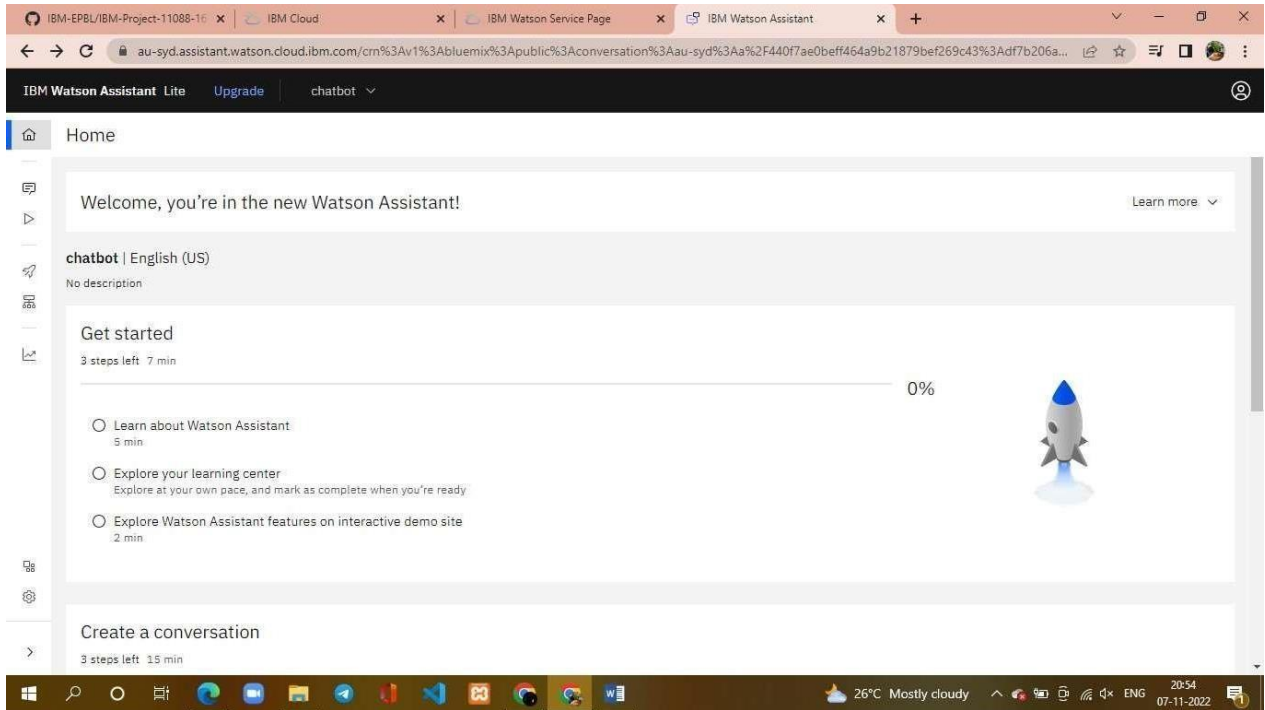 IBM-EPBL/IBM-Project-11088-16
IBM Cloud
IBM Watson Service Page
IBM Watson Assistant
au-syd.assistant.watson.cloud.ibm.com/crn%3Av1%3Abluemix%3Apublic%3Aconversation%3Aau-syd%3Aa%2F440f7ae0beff464a9b21879bef269c43%3Adf7b206a...
IBM Watson Assistant Lite Upgrade chatbot
Home
Welcome, you're in the new Watson Assistant!
Learn more
chatbot | English (US)
No description
Get started
3 steps left 7 min
0%
Learn about Watson Assistant
5 min
Explore your learning center
Explore at your own pace, and mark as complete when you're ready
Explore Watson Assistant features on interactive demo site
2 min
Create a conversation
3 steps left 15 min
26°C Mostly cloudy
ENG
20:54
07-11-2022